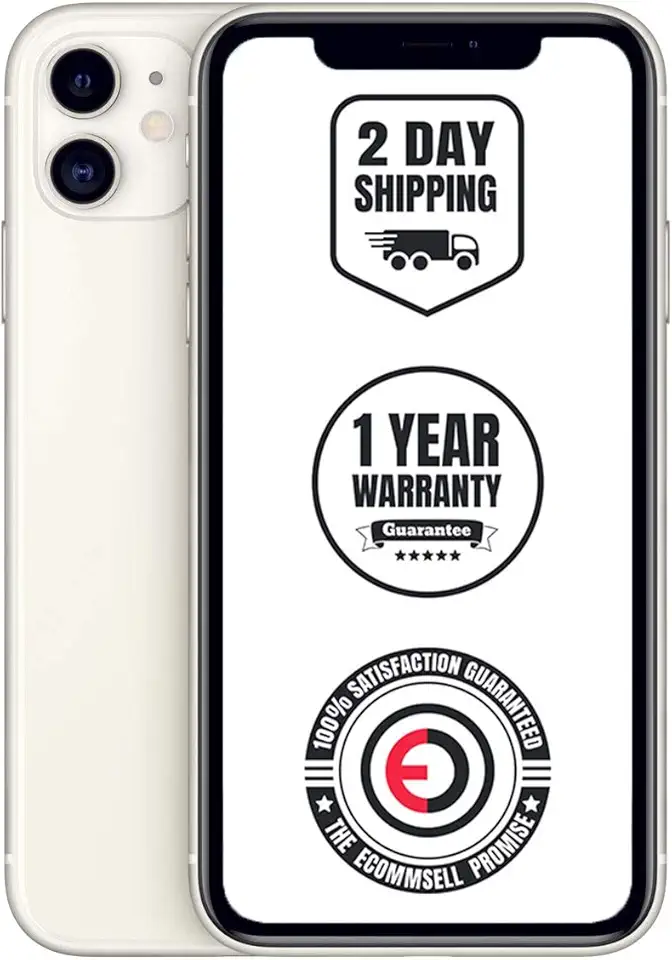 2 DAY
SHIPPING
1 YEAR
WARRANTY
Guarantee
100% SATISFACTION GUARANTEED
THE ECOMMSELL PROMISE